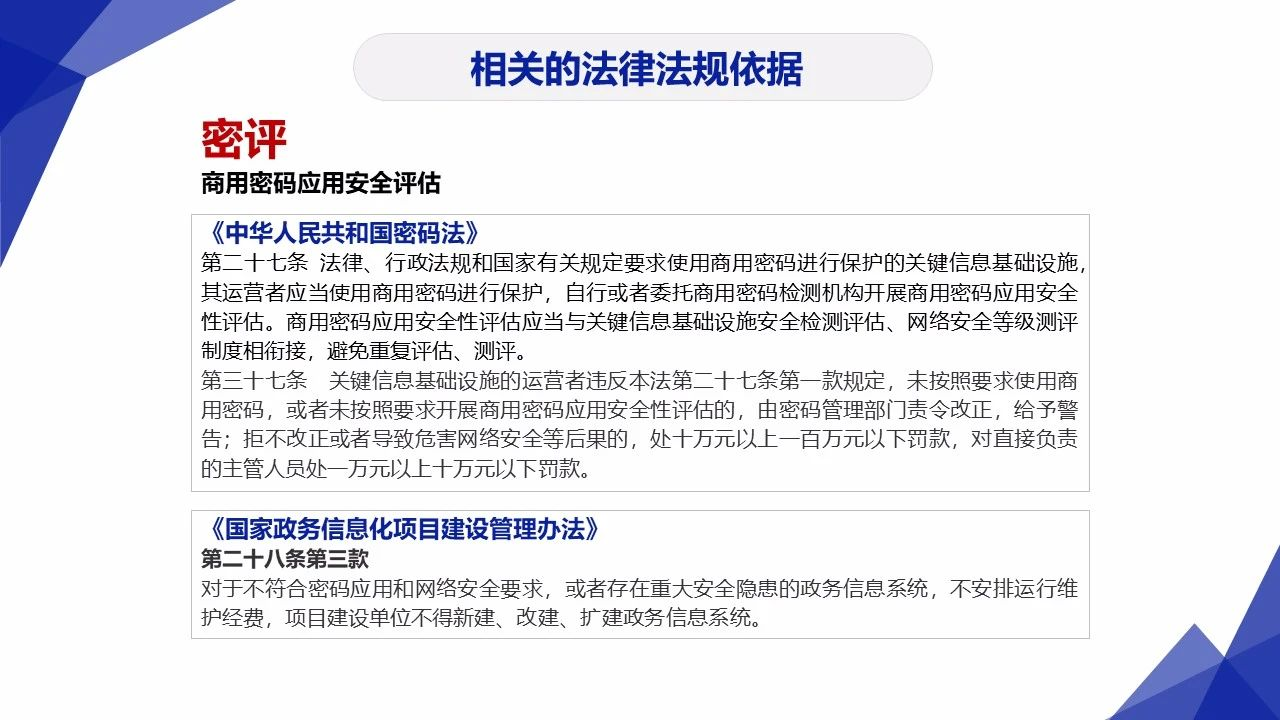 相关的法律法规依据
密评
商用密码应用安全评估
《中华人民共和国密码法》
第二十七条 法律、行政法规和国家有关规定要求使用商用密码进行保护的关键信息基础设施，
其运营者应当使用商用密码进行保护，自行或者委托商用密码检测机构开展商用密码应用安全
性评估。商用密码应用安全性评估应当与关键信息基础设施安全检测评估、网络安全等级测评
制度相衔接，避免重复评估、测评。
第三十七条 关键信息基础设施的运营者违反本法第二十七条第一款规定，未按照要求使用商
用密码，或者未按照要求开展商用密码应用安全性评估的，由密码管理部门责令改正，给予警
告；拒不改正或者导致危害网络安全等后果的，处十万元以上一百万元以下罚款，对直接负责
的主管人员处一万元以上十万元以下罚款。
《国家政务信息化项目建设管理办法》
第二十八条第三款
对于不符合密码应用和网络安全要求，或者存在重大安全隐患的政务信息系统，不安排运行维
护经费，项目建设单位不得新建、改建、扩建政务信息系统。